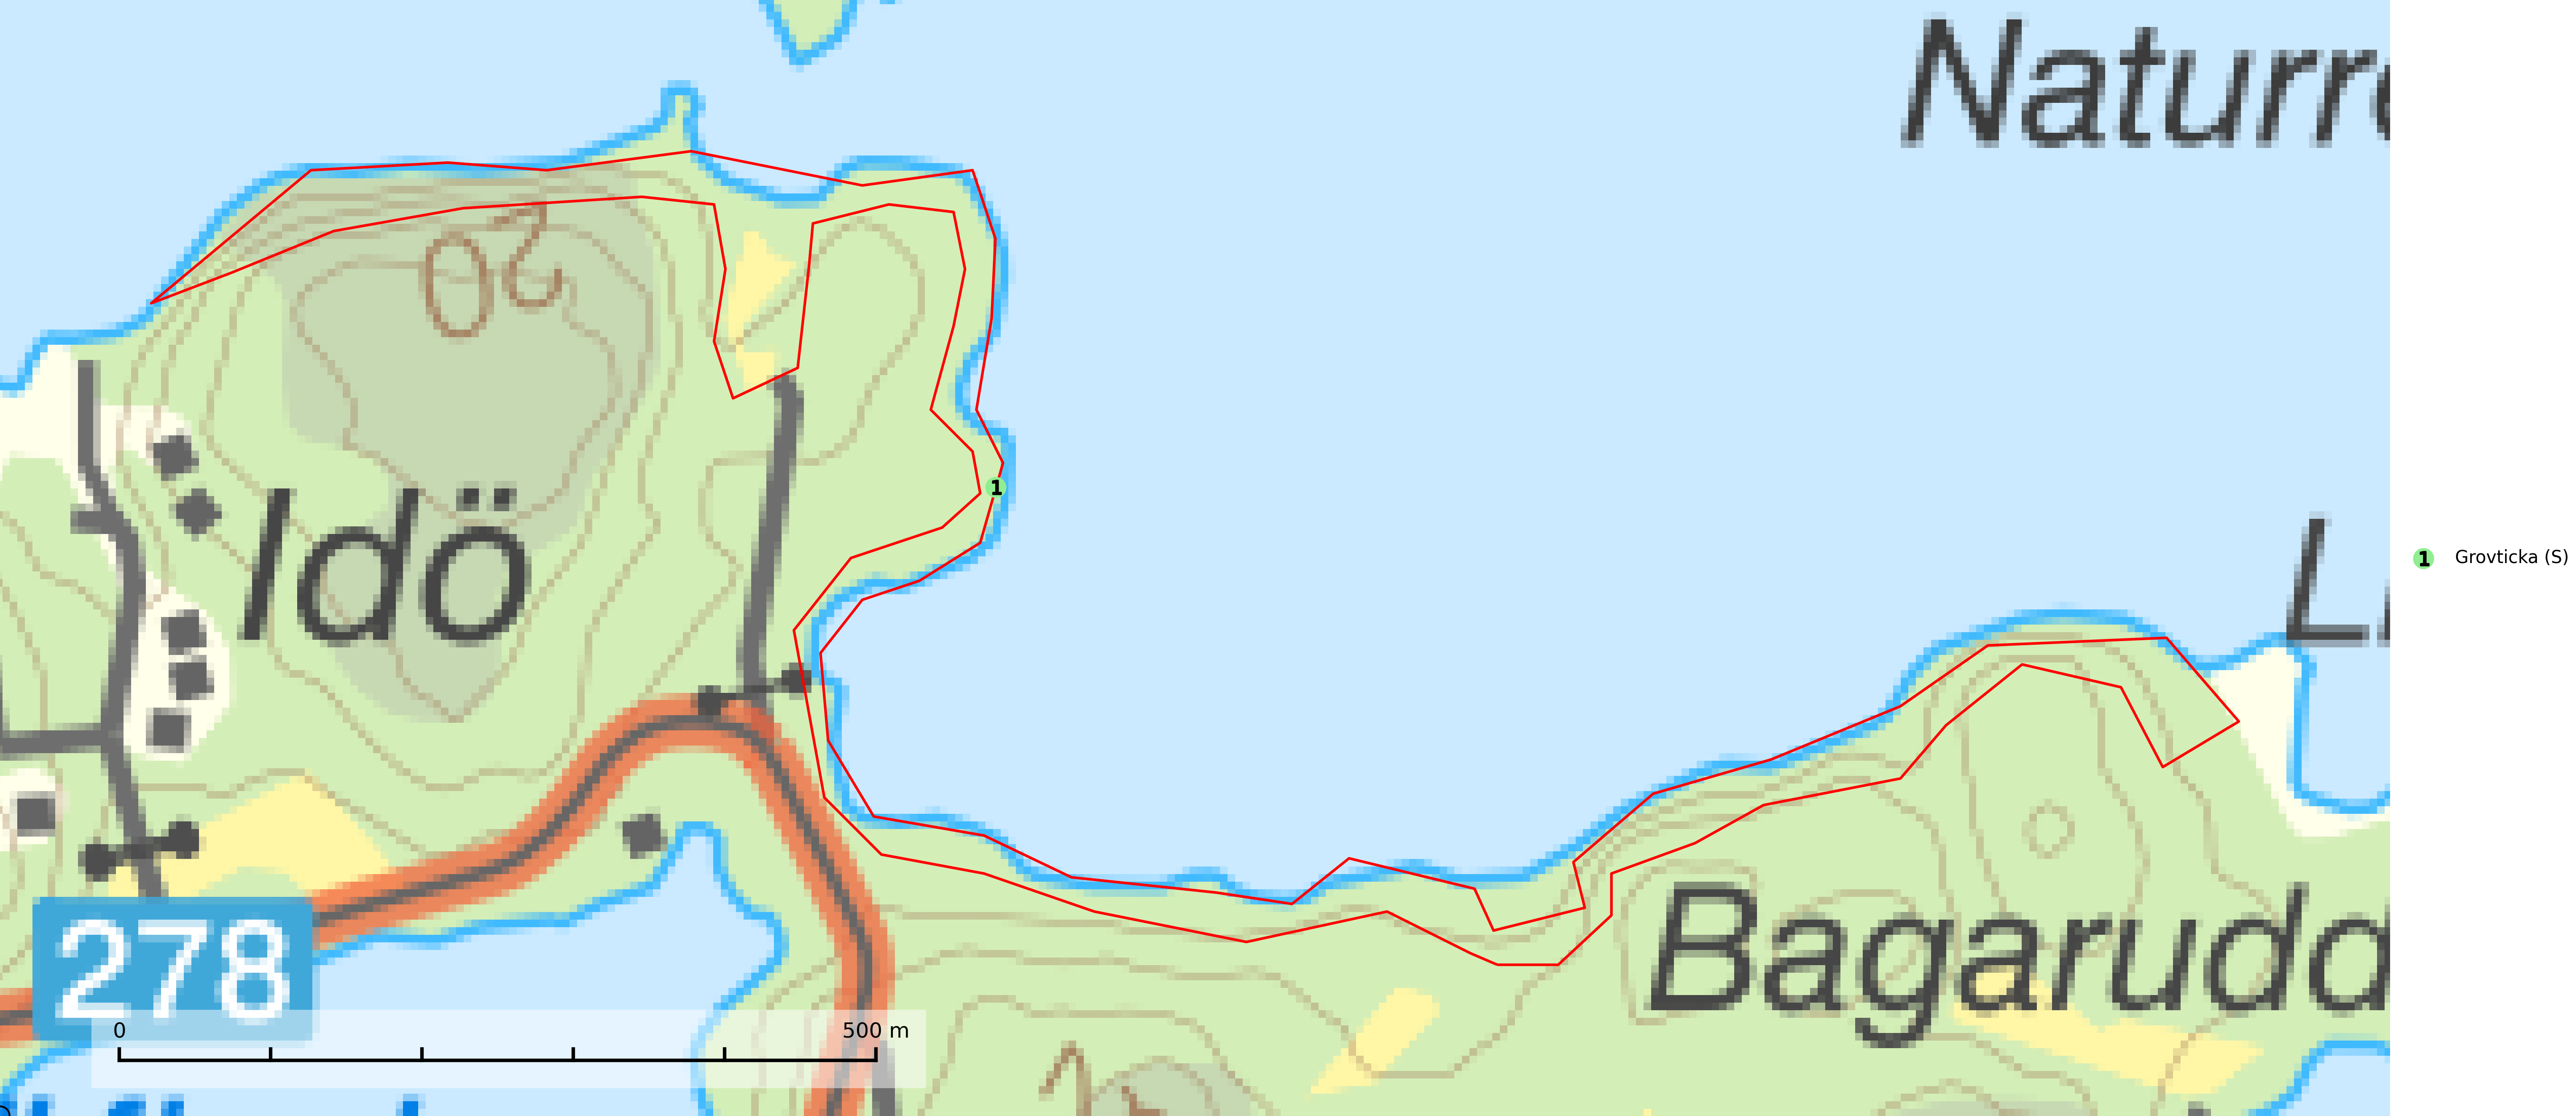 Naturr
20
1
Idö
1 Grovticka (S)
L
Bagarudd
278
0 500 m